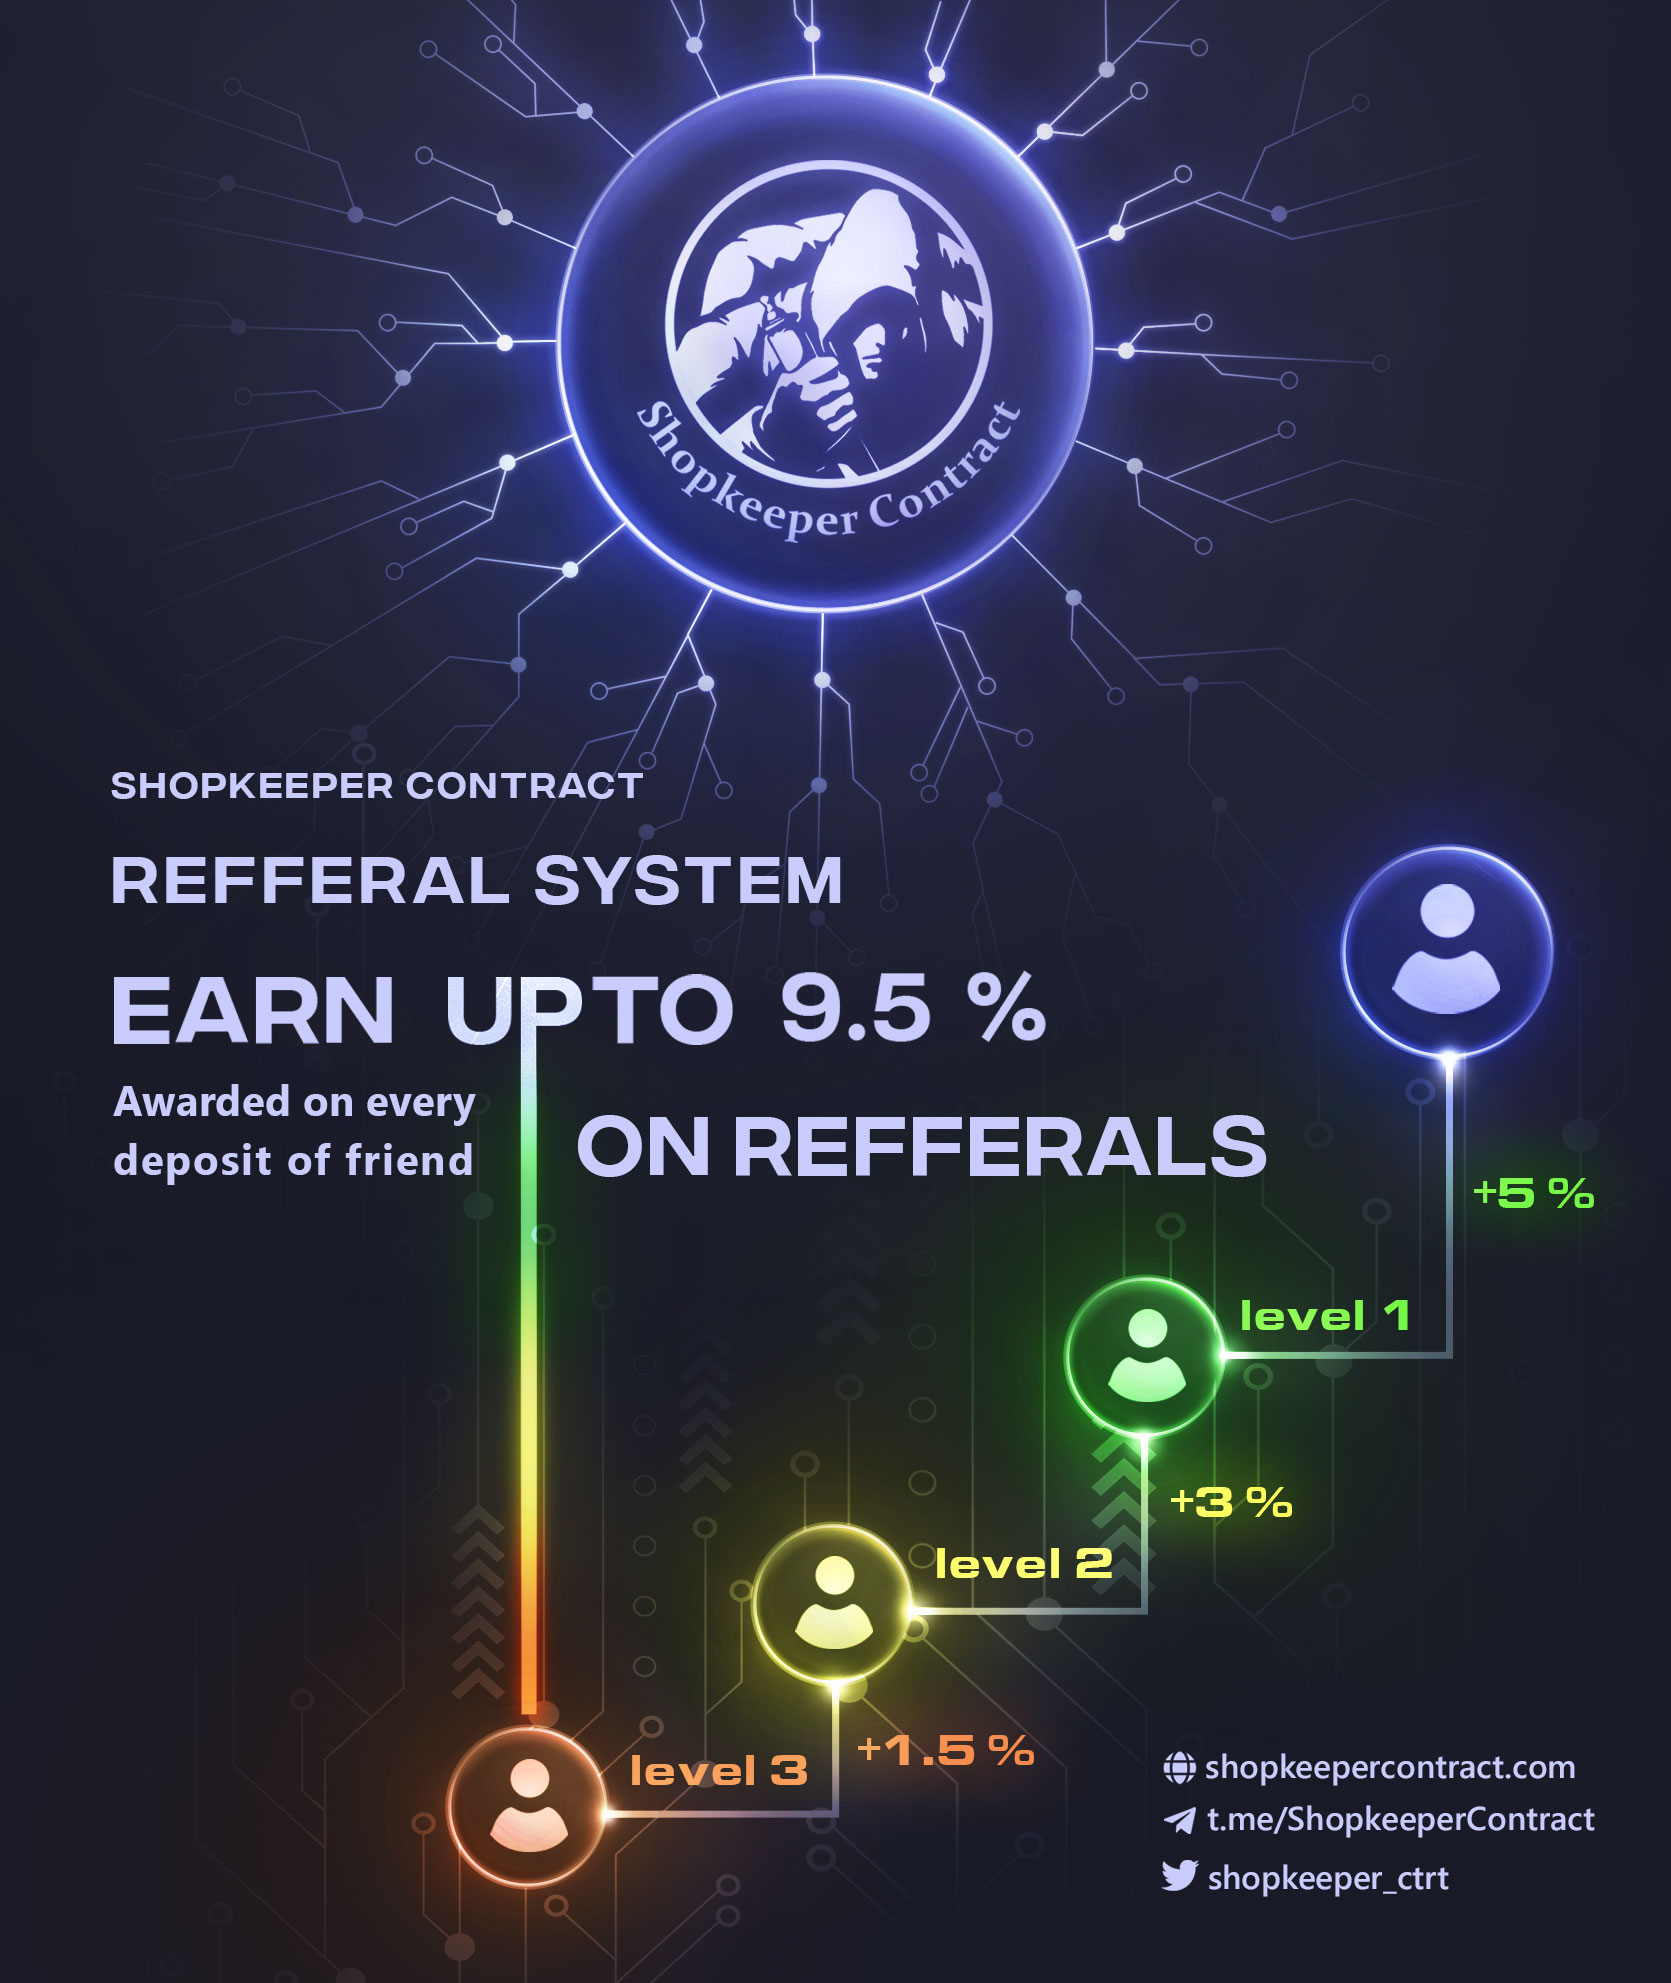 Shopkeeper Contract
SHOPKEEPER CONTRACT
REFFERAL SYSTEM
EARN UPTO 9.5 %
Awarded on every
deposit of friend
ON REFFERALS
+5 %
level 1
+3 %
level 2
+1.5 %
level 3
shopkeepercontract.com
t.me/ShopkeeperContract
shopkeeper_ctrt